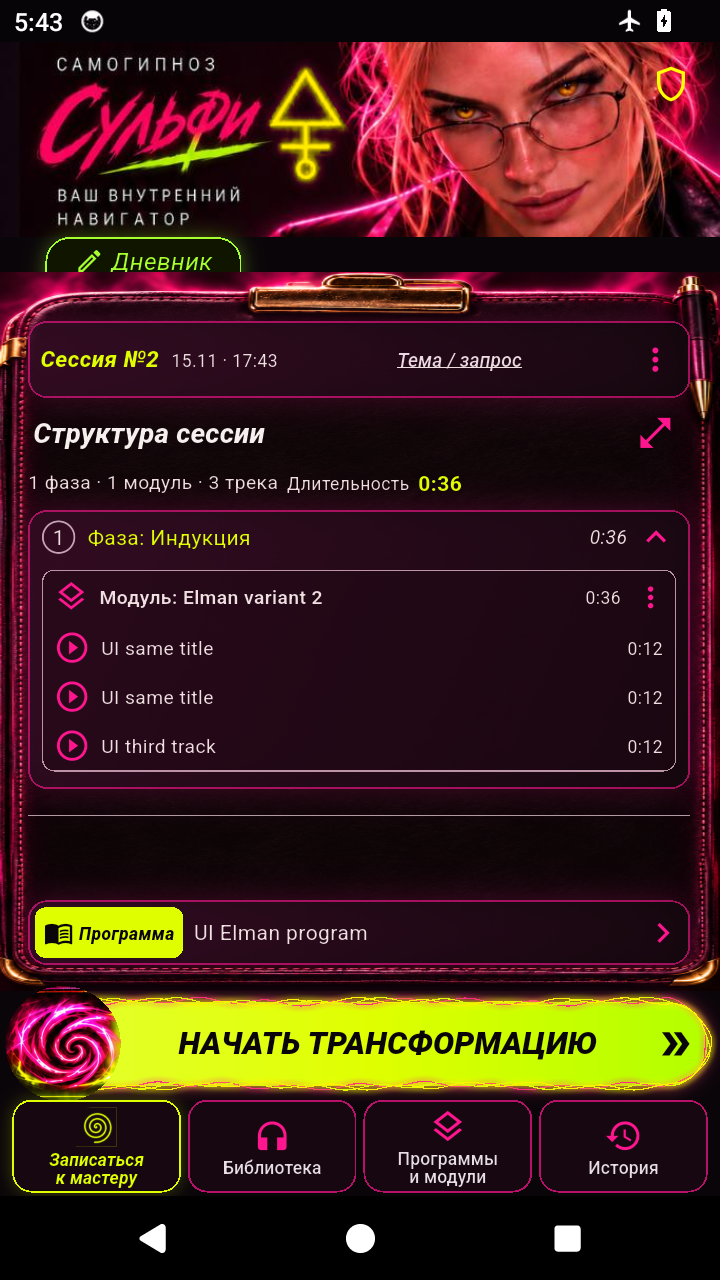 5:43
САМОГИПНОЗ
Сульфи
ВАШ ВНУТРЕННИЙ
НАВИГАТОР
Дневник
Сессия №2 15.11 · 17:43 Тема / запрос
Структура сессии
1 фаза · 1 модуль · 3 трека Длительность 0:36
1 Фаза: Индукция 0:36
Модуль: Elman variant 2 0:36
UI same title 0:12
UI same title 0:12
UI third track 0:12
Программа UI Elman program
НАЧАТЬ ТРАНСФОРМАЦИЮ »
Записаться
к мастеру
Библиотека
Программы
и модули
История